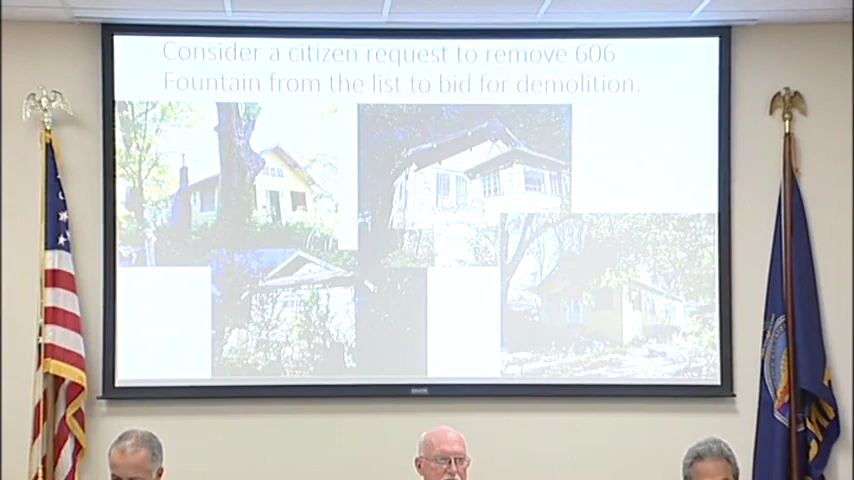 Consider a citizen request to remove 606
Fountain from the list to bid for demolition.